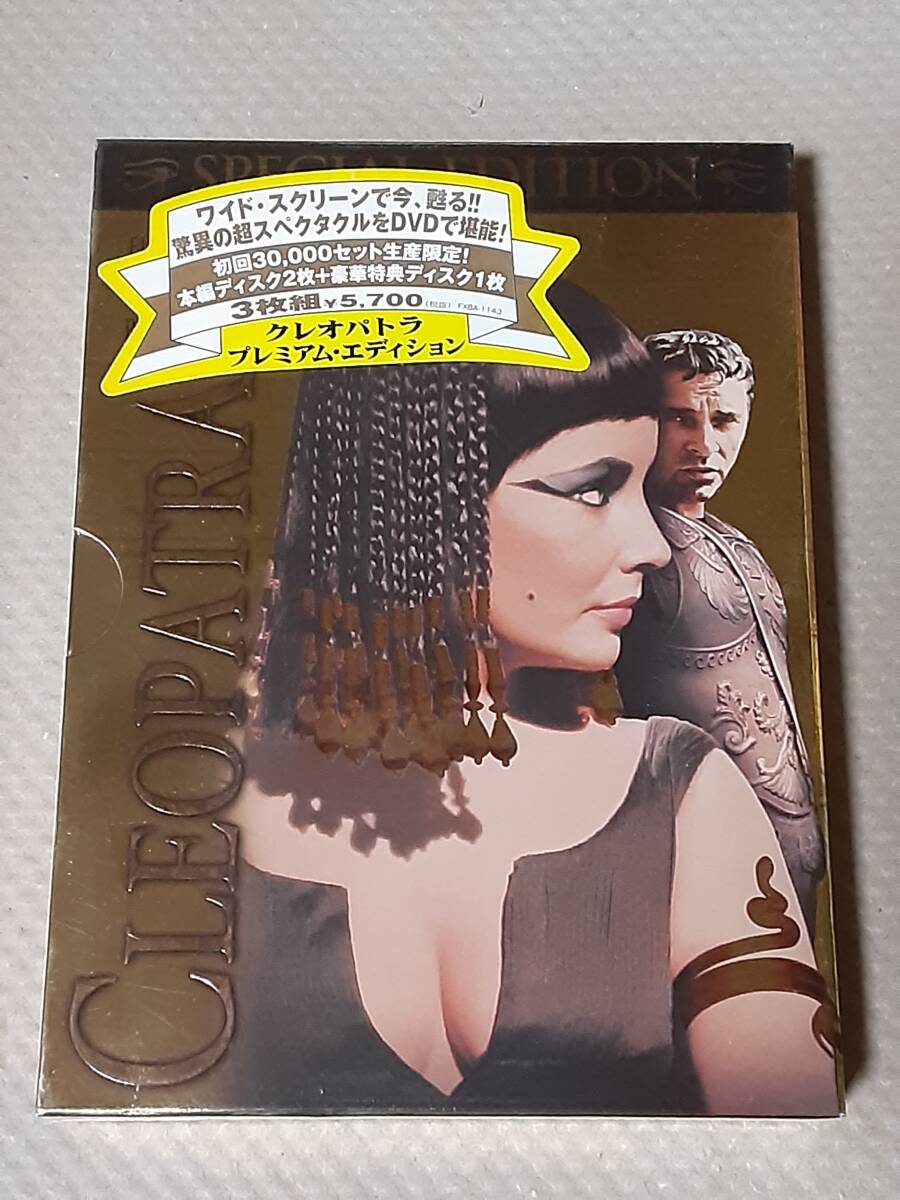 SPECIAL EDITION
ワイド・スクリーンで今、甦る!!
驚異の超スペクタクルをDVDで堪能!
初回30,000セット生産限定!
本編ディスク2枚+豪華特典ディスク1枚
3枚組¥5,700(税抜) FXBA-1143
クレオパトラ
プレミアム・エディション
CLEOPATRA